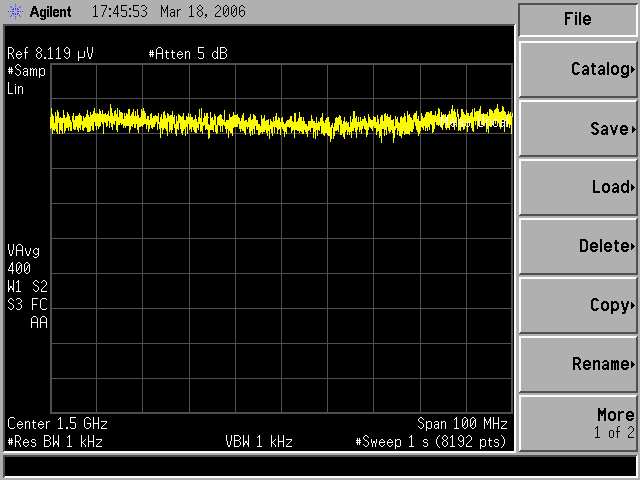 Agilent 17:45:53 Mar 18, 2006
File
Ref 8.119 µV #Atten 5 dB
#Samp
Lin
Catalog
Save
Load
Delete
VAvg
400
W1 S2
S3 FC
AA
Copy
Rename
Center 1.5 GHz Span 100 MHz
#Res BW 1 kHz VBW 1 kHz #Sweep 1 s (8192 pts)
More
1 of 2